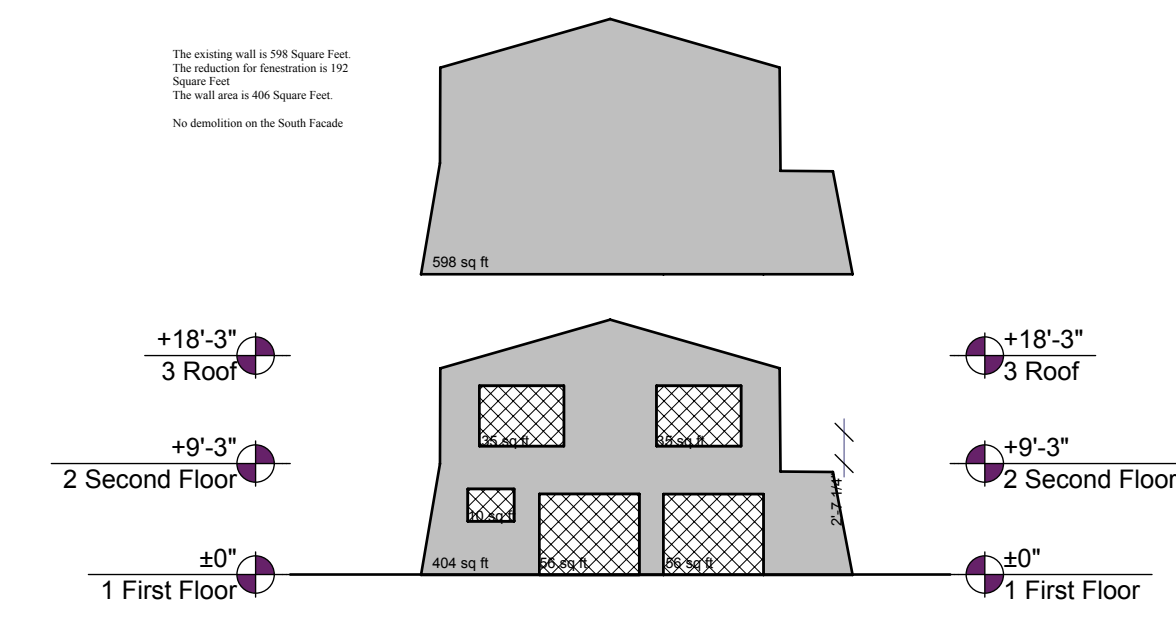 The existing wall is 598 Square Feet.
The reduction for fenestration is 192
Square Feet
The wall area is 406 Square Feet.
No demolition on the South Facade
598 sq ft
+18'-3"
3 Roof
+18'-3"
3 Roof
35 sq ft
35 sq ft
+9'-3"
2 Second Floor
+9'-3"
2 Second Floor
2'-7 1/4"
10 sq ft
404 sq ft
56 sq ft
56 sq ft
±0"
1 First Floor
±0"
1 First Floor